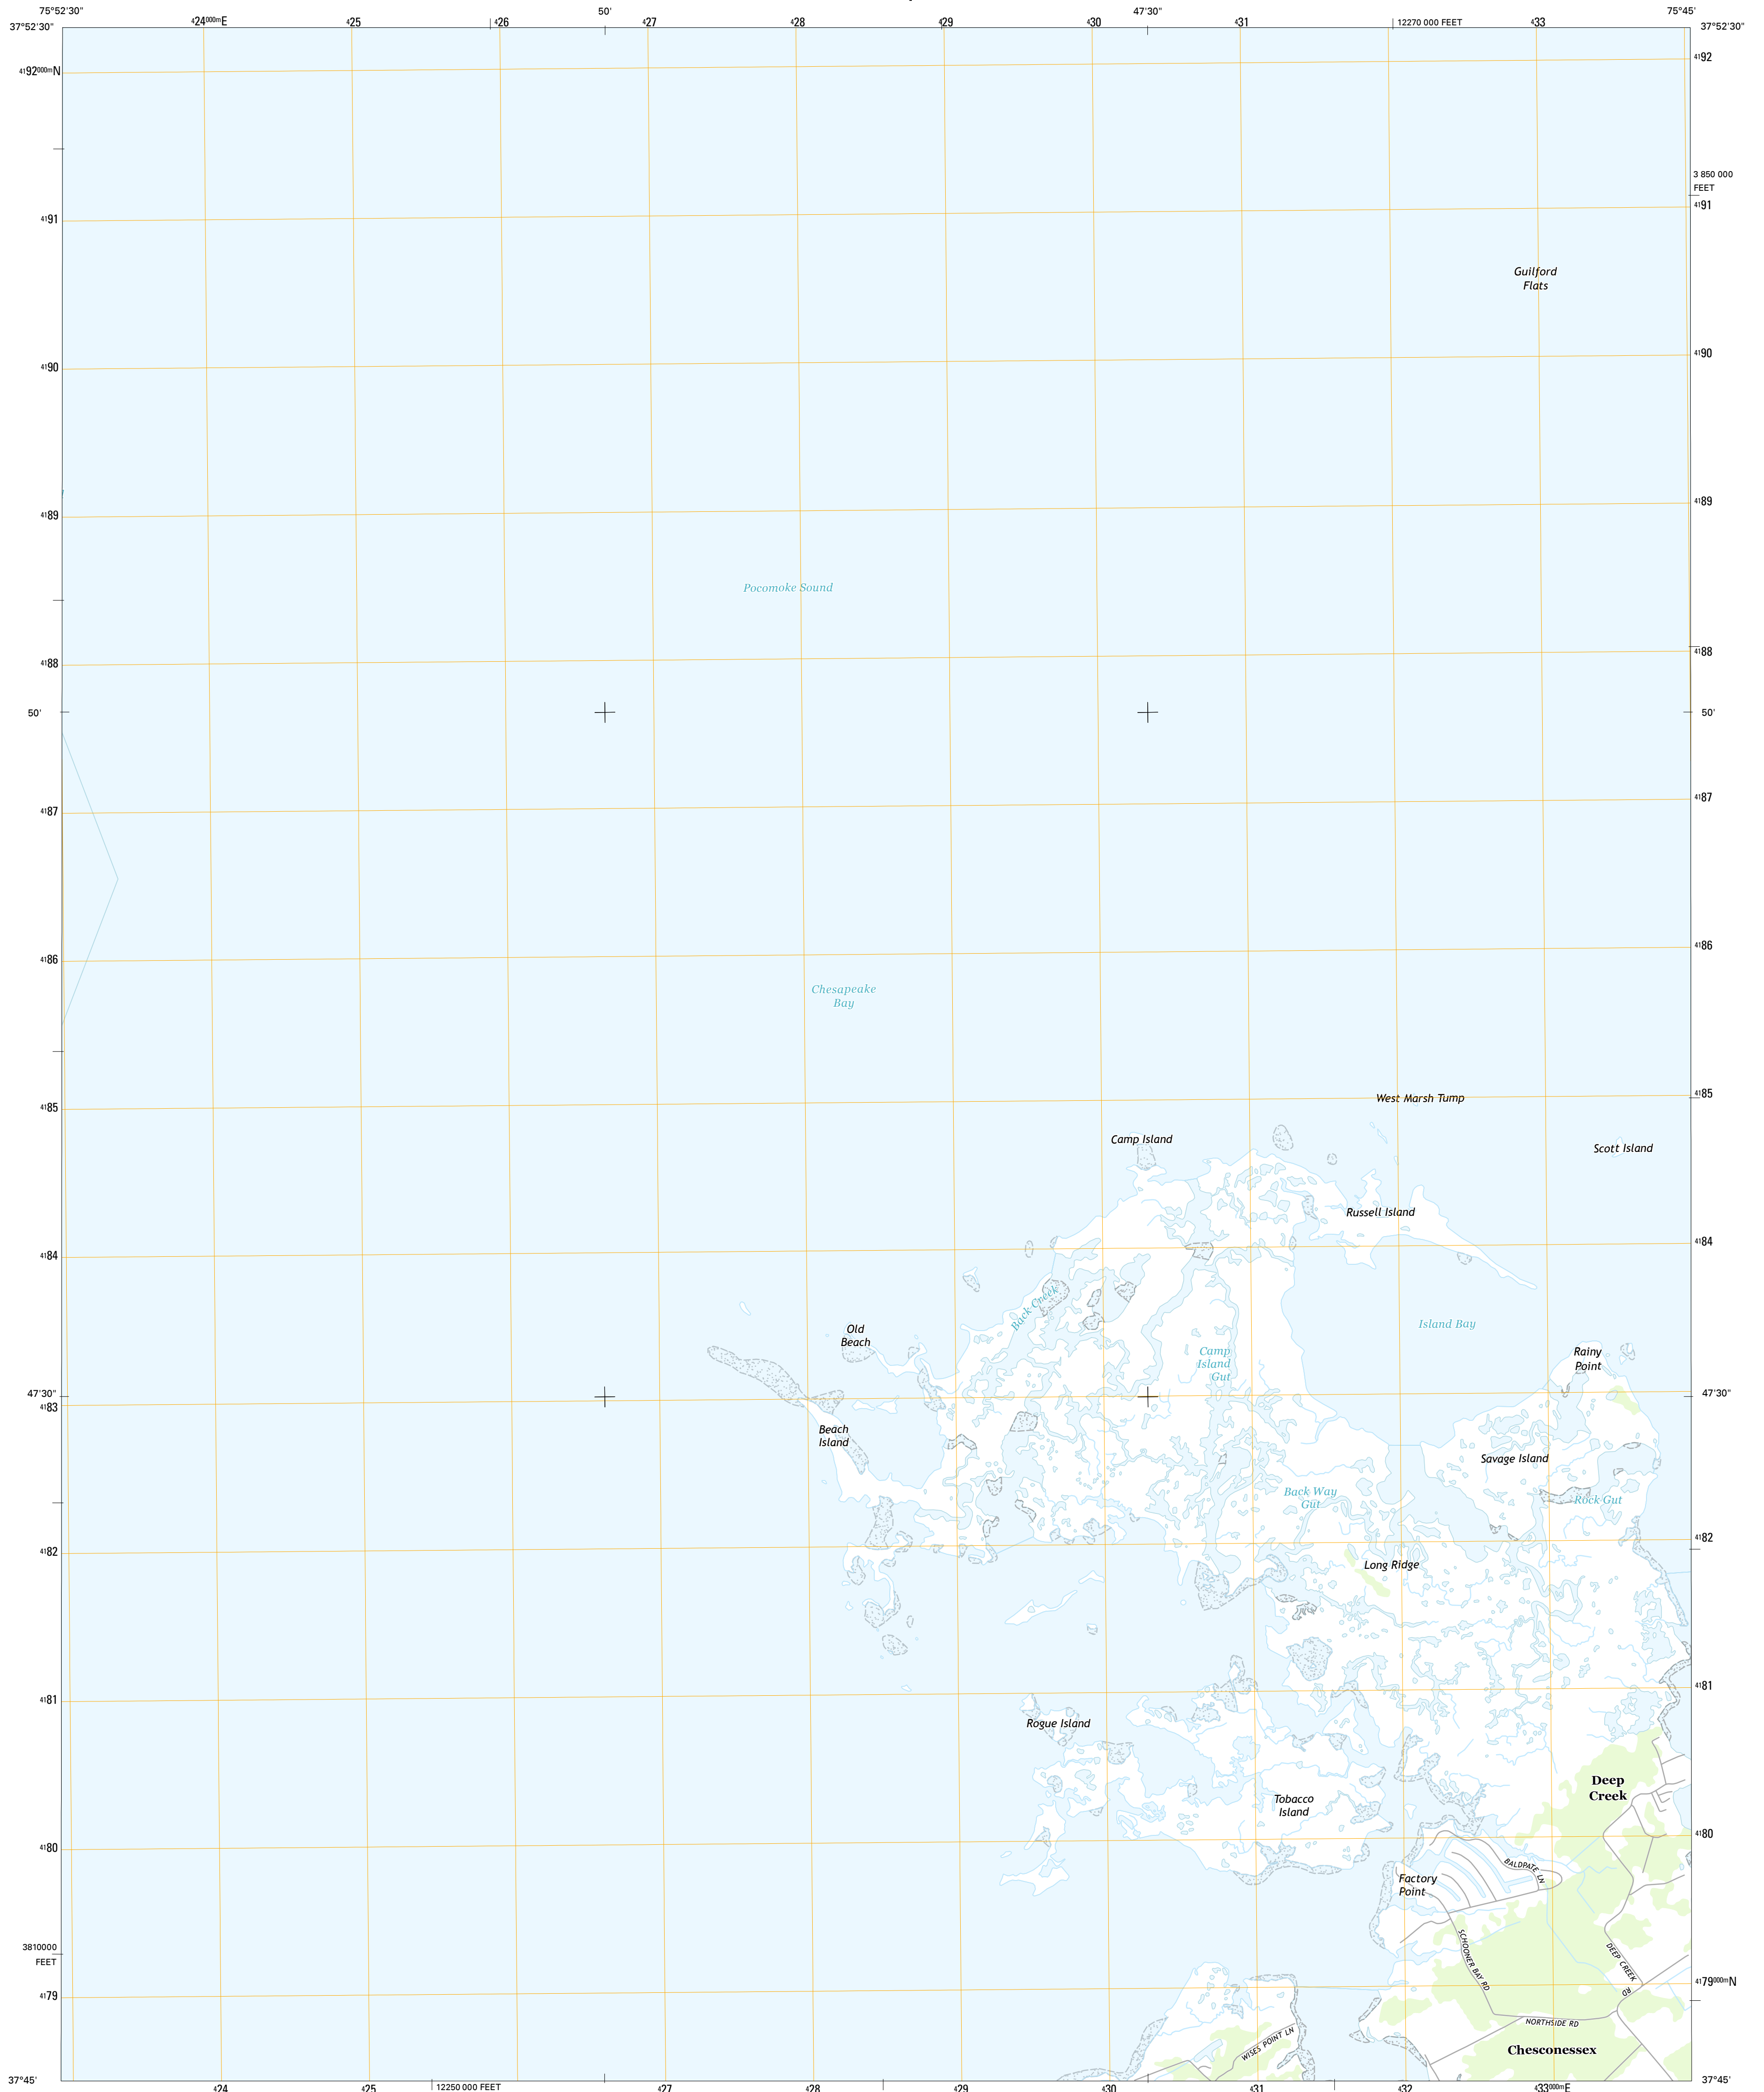 75°52'30"
⁴24⁰⁰⁰ᵐE
⁴25
⁴26
50'
⁴27
⁴28
⁴29
⁴30
47'30"
⁴31
12270 000 FEET
⁴33
75°45'
37°52'30"
37°52'30"
⁴¹92⁰⁰⁰ᵐN
⁴¹92
3 850 000
FEET
⁴¹91
⁴¹91
Guilford
Flats
⁴¹90
⁴¹90
⁴¹89
⁴¹89
Pocomoke Sound
⁴¹88
⁴¹88
50'
50'
⁴¹87
⁴¹87
⁴¹86
⁴¹86
Chesapeake
Bay
⁴¹85
West Marsh Tump
⁴¹85
Camp Island
Scott Island
Russell Island
⁴¹84
⁴¹84
Back Creek
Island Bay
Old
Beach
Camp
Island
Gut
Rainy
Point
47'30"
47'30"
⁴¹83
Beach
Island
Savage Island
Back Way
Gut
Rock Gut
⁴¹82
⁴¹82
Long Ridge
⁴¹81
⁴¹81
Rogue Island
Deep
Creek
Tobacco
Island
⁴¹80
⁴¹80
BALDPATE LN
Factory
Point
SCHOONER BAY RD
DEEP CREEK RD
3810000
FEET
⁴¹79
⁴¹79⁰⁰⁰ᵐN
NORTHSIDE RD
WISES POINT LN
Chesconessex
37°45'
37°45'
⁴24
⁴25
12250 000 FEET
⁴27
⁴28
⁴29
⁴30
⁴31
⁴32
⁴33⁰⁰⁰ᵐE